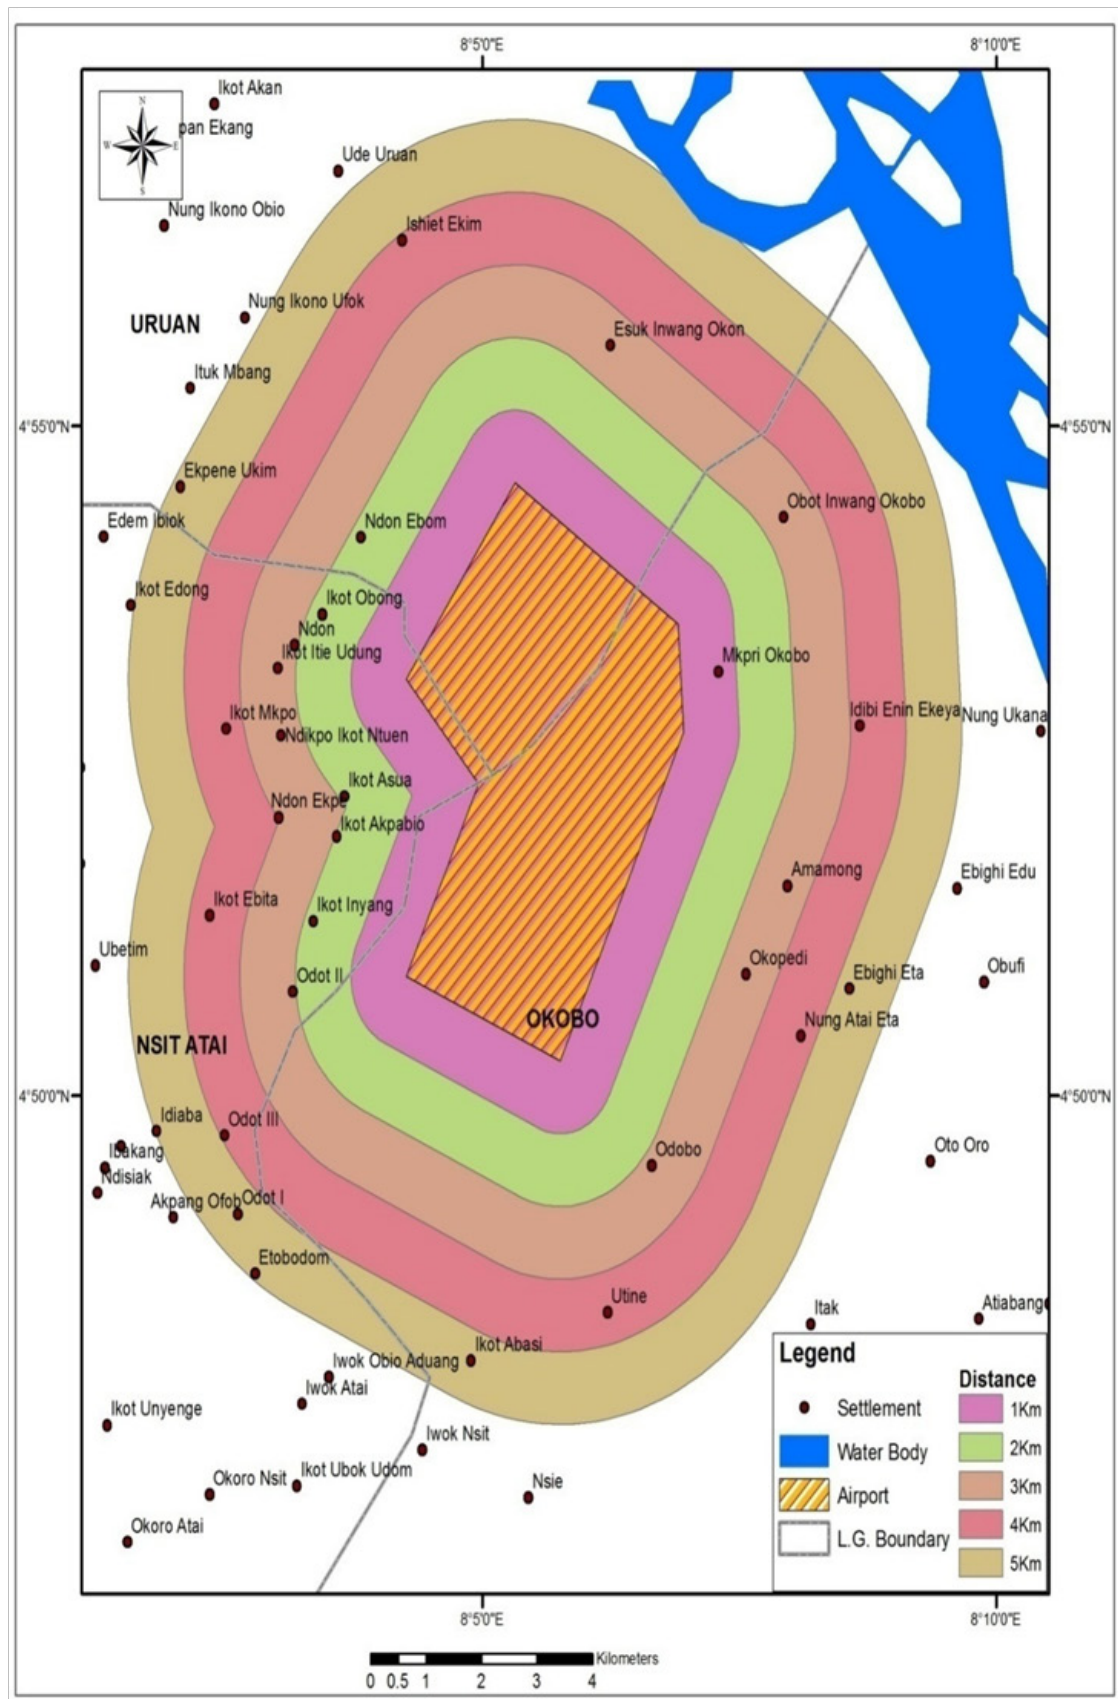 8°5'0"E
8°10'0"E
N
W
E
S
Ikot Akan
pan Ekang
Ude Uruan
Nung Ikono Obio
Ishiet Ekim
Nung Ikono Ufok
URUAN
Esuk Inwang Okon
Ituk Mbang
4°55'0"N
4°55'0"N
Ekpene Ukim
Obot Inwang Okobo
Edem Ibiok
Ndon Ebom
Ikot Edong
Ikot Obong
Ndon
Ikot Itie Udung
Mkpri Okobo
Ikot Mkpo
Idibi Enin Ekeya
Nung Ukana
Ndikpo Ikot Ntuen
Ikot Asua
Ndon Ekpe
Ikot Akpabio
Amamong
Ebighi Edu
Ikot Ebita
Ikot Inyang
Ubetim
Okopedi
Ebighi Eta
Obufi
Odot II
OKOBO
Nung Atai Eta
NSIT ATAI
4°50'0"N
4°50'0"N
Idiaba
Odot III
Ibakang
Odobo
Oto Oro
Ndisiak
Akpang Ofob
Odot I
Etobodom
Utine
Itak
Atiabang
Ikot Abasi
Iwok Obio Aduang
Iwok Atai
Ikot Unyenge
Iwok Nsit
Okoro Nsit
Ikot Ubok Udom
Nsie
Okoro Atai
Legend
Settlement
Water Body
Airport
L.G. Boundary
Distance
1Km
2Km
3Km
4Km
5Km
8°5'0"E
8°10'0"E
Kilometers
0 0.5 1 2 3 4